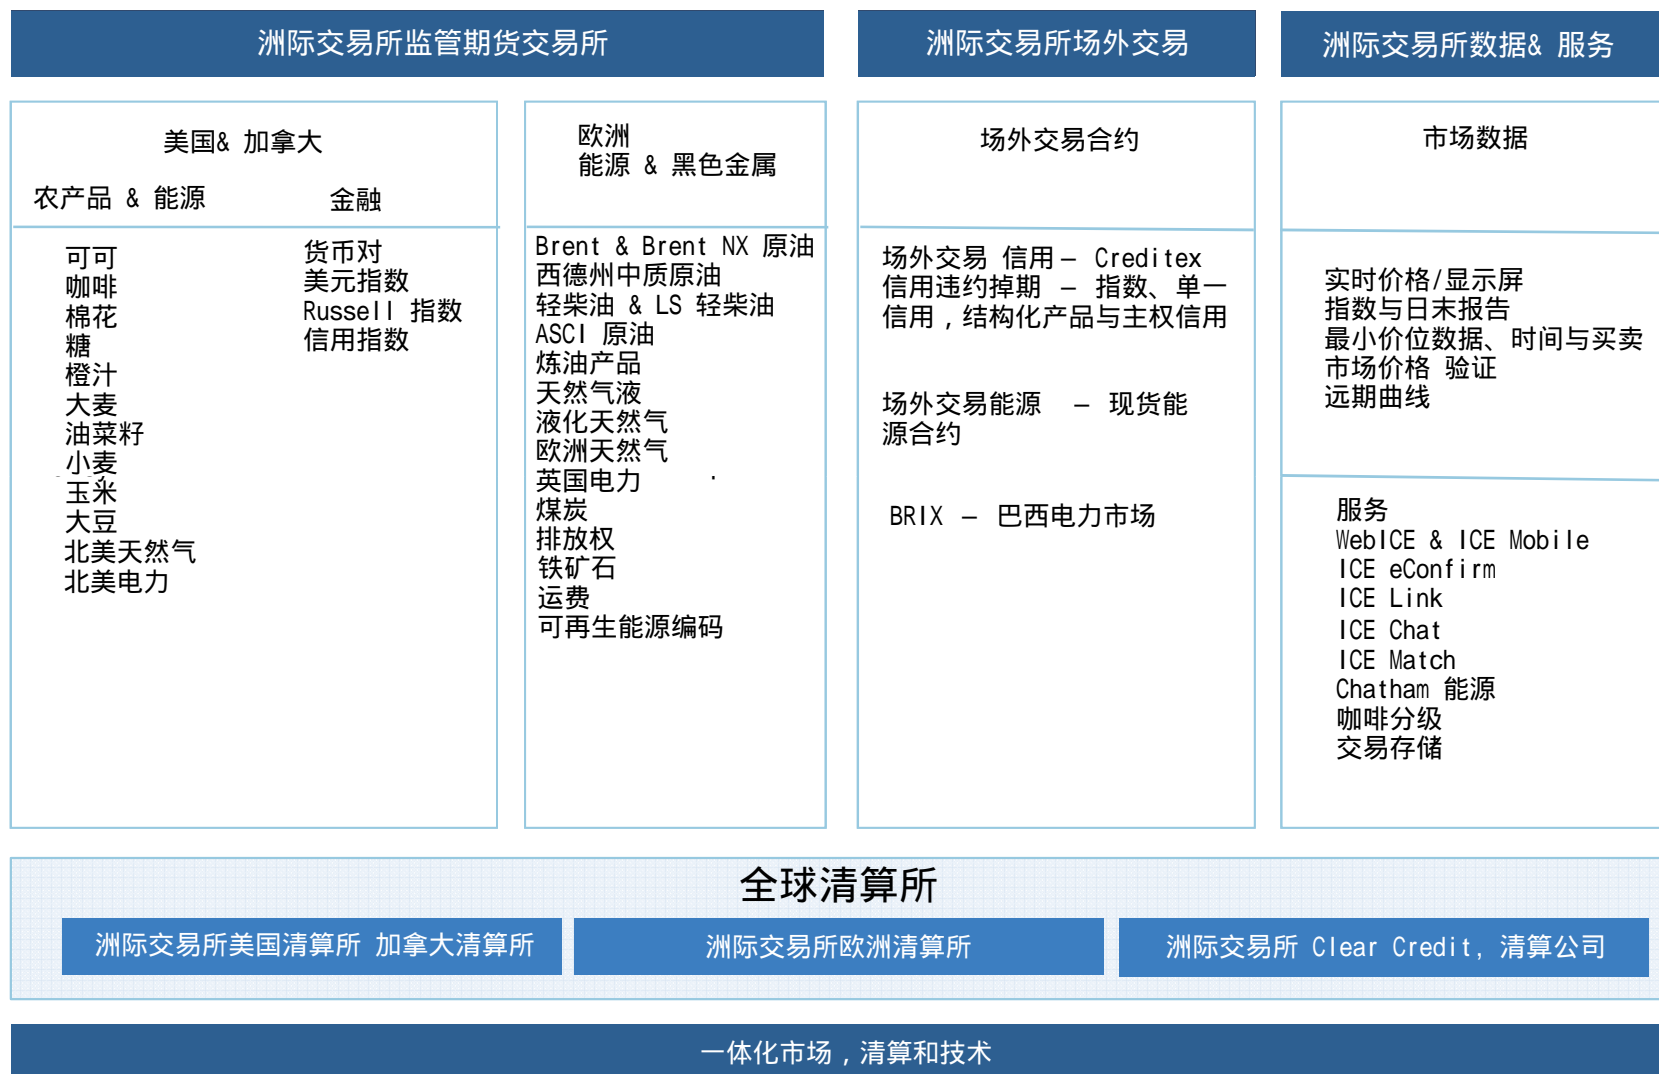 洲际交易所监管期货交易所
洲际交易所场外交易
洲际交易所数据& 服务
美国& 加拿大
农产品 & 能源
金融
可可
咖啡
棉花
糖
橙汁
大麦
油菜籽
小麦
玉米
大豆
北美天然气
北美电力
货币对
美元指数
Russell 指数
信用指数
欧洲
能源 & 黑色金属
Brent & Brent NX 原油
西德州中质原油
轻柴油 & LS 轻柴油
ASCI 原油
炼油产品
天然气液
液化天然气
欧洲天然气
英国电力
煤炭
排放权
铁矿石
运费
可再生能源编码
场外交易合约
场外交易 信用 — Creditex
信用违约掉期 — 指数、单一
信用，结构化产品与主权信用
场外交易能源 — 现货能
源合约
BRIX — 巴西电力市场
市场数据
实时价格/显示屏
指数与日末报告
最小价位数据、时间与买卖
市场价格 验证
远期曲线
服务
WebICE & ICE Mobile
ICE eConfirm
ICE Link
ICE Chat
ICE Match
Chatham 能源
咖啡分级
交易存储
全球清算所
洲际交易所美国清算所 加拿大清算所
洲际交易所欧洲清算所
洲际交易所 Clear Credit, 清算公司
一体化市场，清算和技术